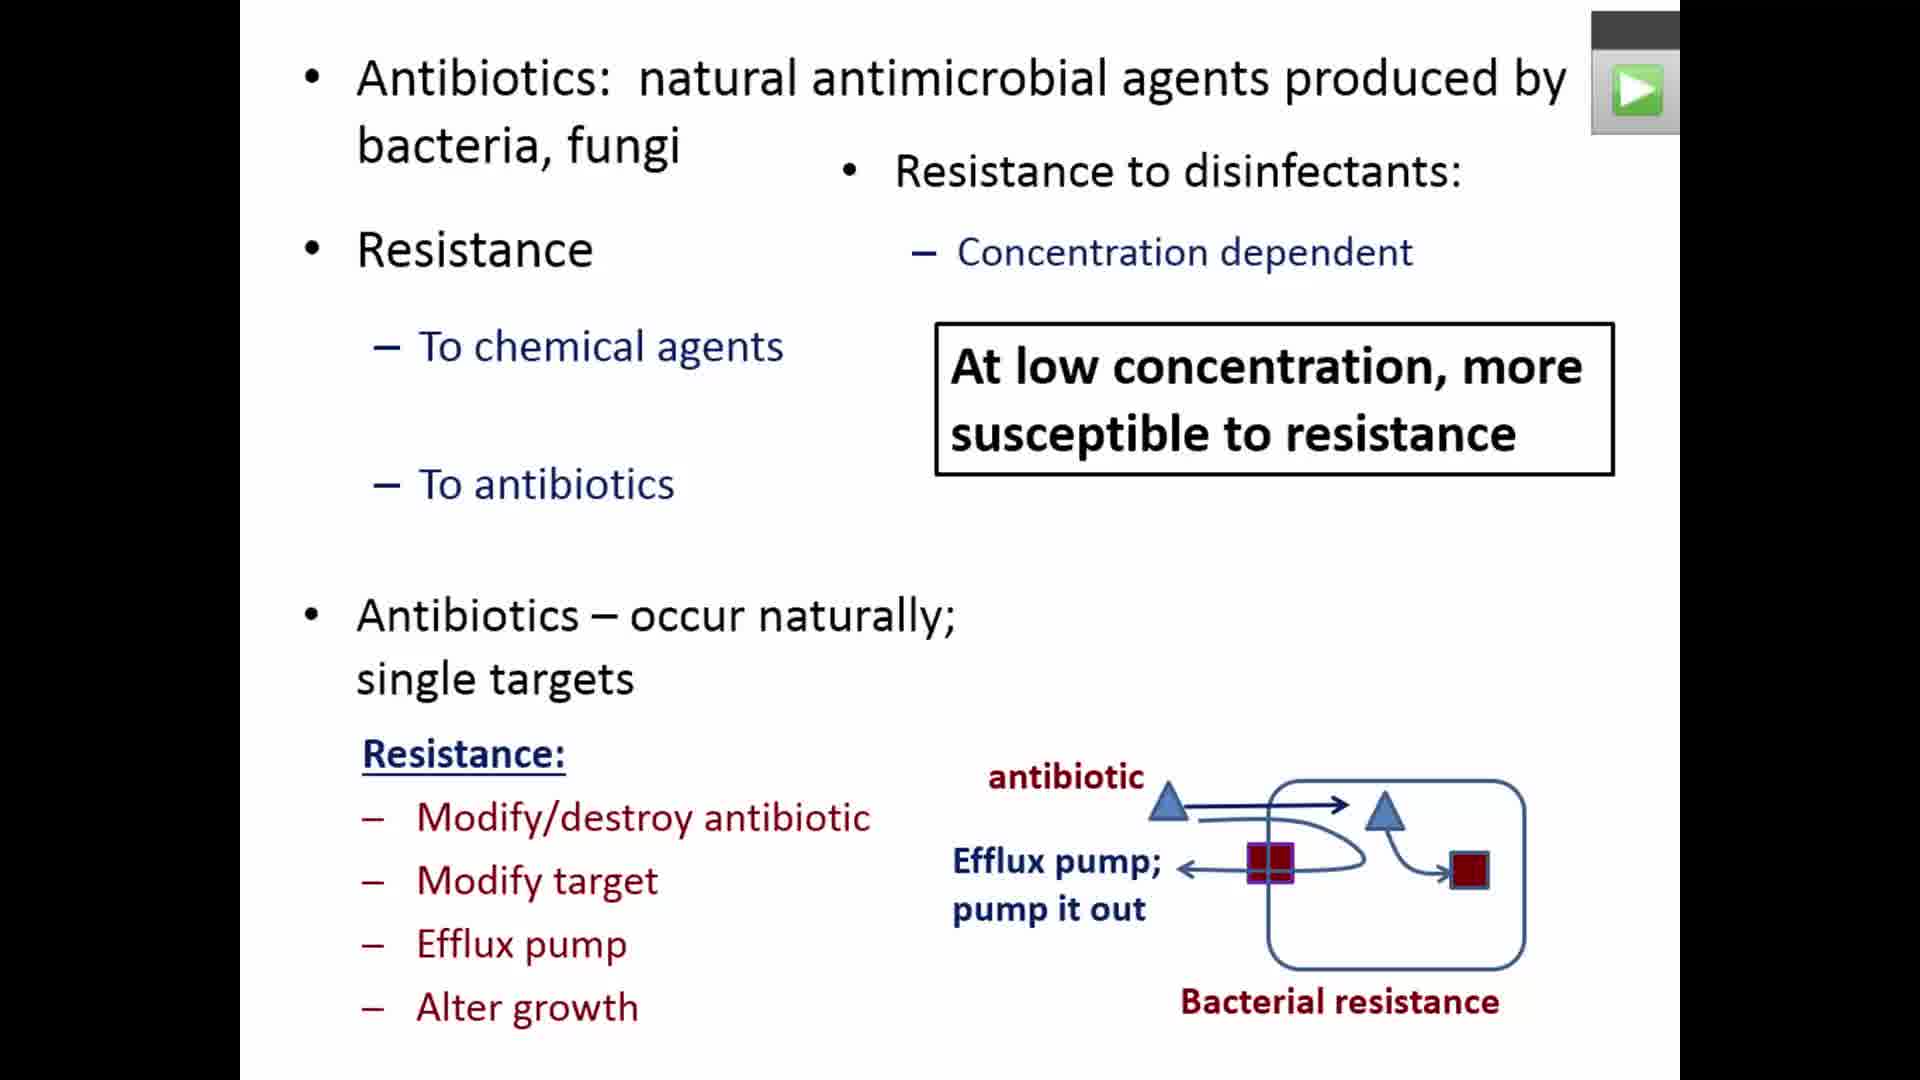 • Antibiotics: natural antimicrobial agents produced by
bacteria, fungi
• Resistance
– To chemical agents
– To antibiotics
• Resistance to disinfectants:
– Concentration dependent
At low concentration, more
susceptible to resistance
• Antibiotics – occur naturally;
single targets
Resistance:
– Modify/destroy antibiotic
– Modify target
– Efflux pump
– Alter growth
antibiotic
Efflux pump;
pump it out
Bacterial resistance